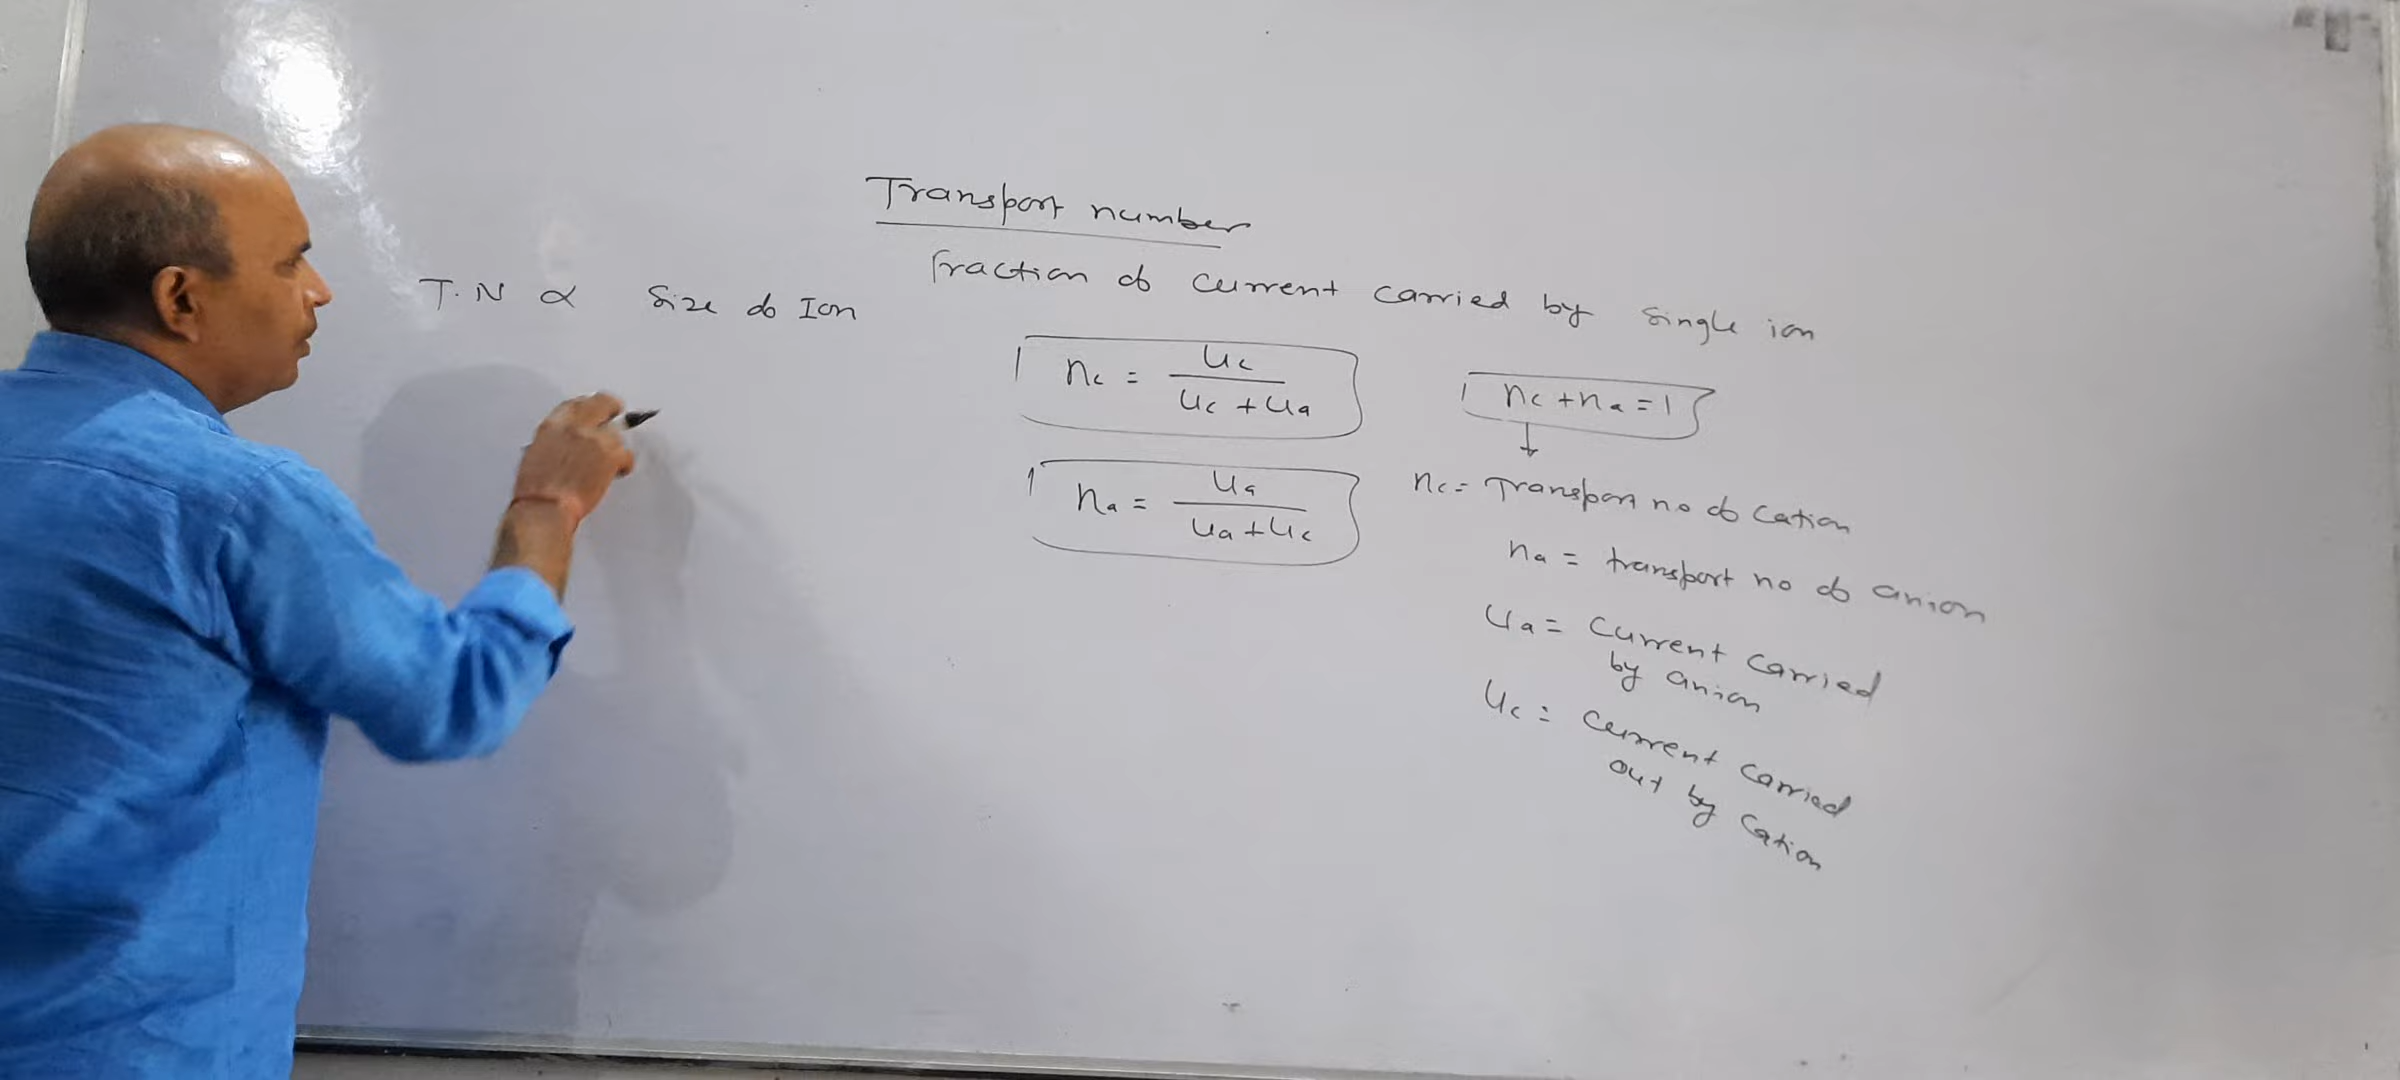 Transport number
Fraction of current carried by single ion
T.N ∝ Size of Ion
nc = uc / uc + ua
nc + na = 1
na = ua / ua + uc
nc = Transport no of Cation
na = transport no of anion
ua = Current Carried
by anion
uc = Current Carried
out by Cation